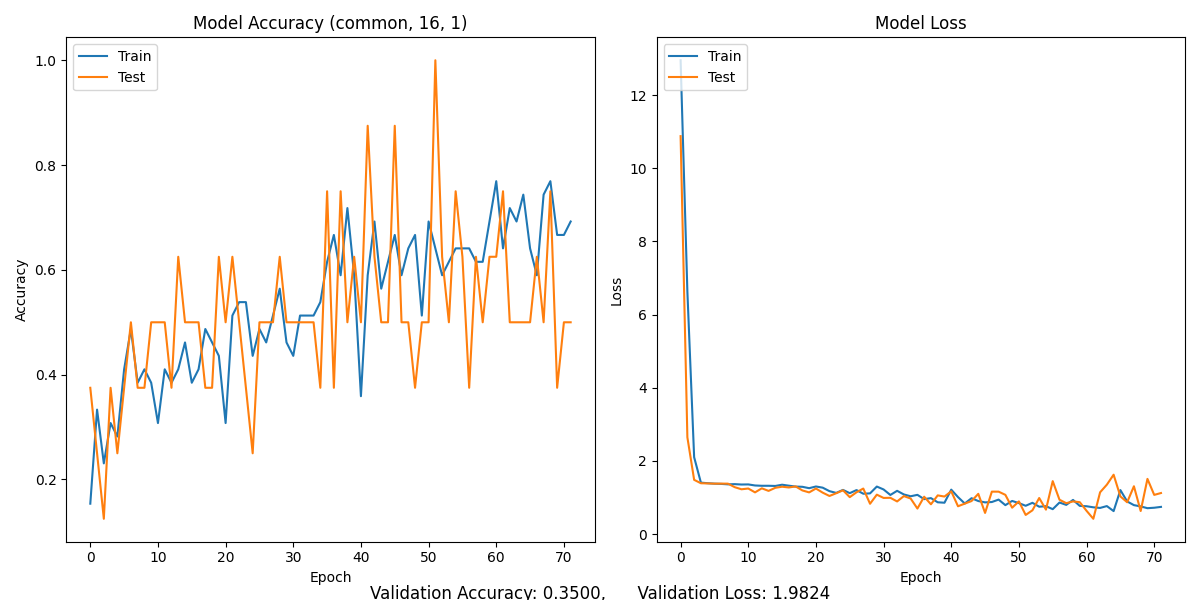 Model Accuracy (common, 16, 1)
Train
Test
1.0
0.8
0.6
0.4
0.2
Accuracy
0 10 20 30 40 50 60 70
Epoch
Model Loss
Train
Test
12
10
8
6
4
2
0
Loss
0 10 20 30 40 50 60 70
Epoch
Validation Accuracy: 0.3500, Validation Loss: 1.9824